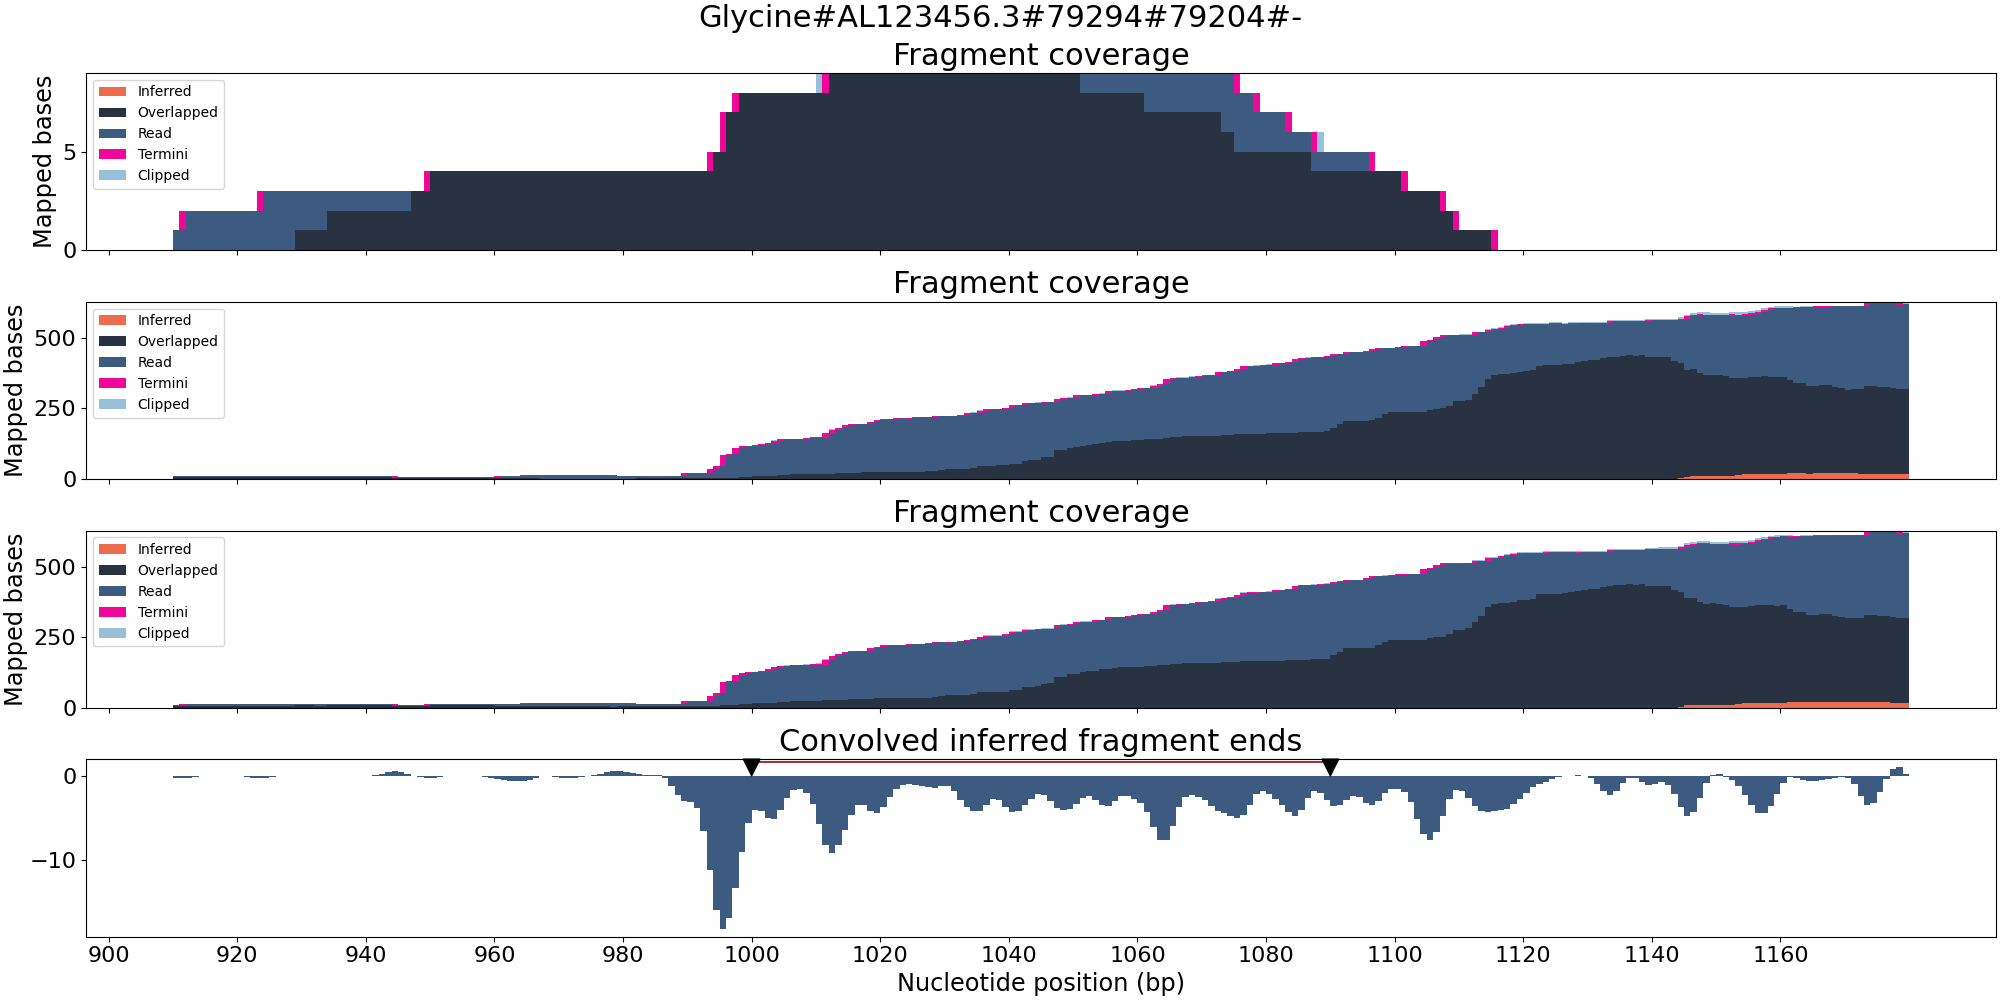 Glycine#AL123456.3#79294#79204#-
Fragment coverage
Mapped bases
5
0
Inferred
Overlapped
Read
Termini
Clipped
Fragment coverage
Mapped bases
500
250
0
Inferred
Overlapped
Read
Termini
Clipped
Fragment coverage
Mapped bases
500
250
0
Inferred
Overlapped
Read
Termini
Clipped
Convolved inferred fragment ends
0
−10
900 920 940 960 980 1000 1020 1040 1060 1080 1100 1120 1140 1160
Nucleotide position (bp)